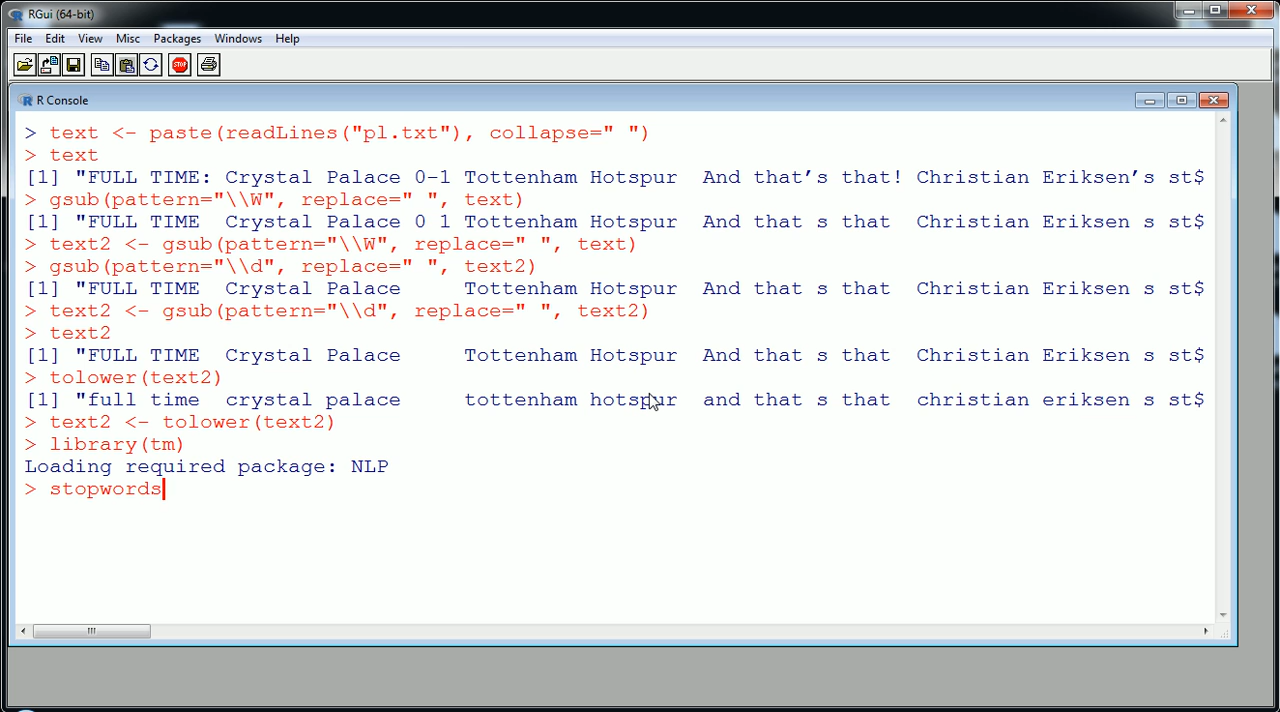 RGui (64-bit)
File Edit View Misc Packages Windows Help
STOP
R Console
> text <- paste(readLines("pl.txt"), collapse=" ")
> text
[1] "FULL TIME: Crystal Palace 0-1 Tottenham Hotspur  And that’s that! Christian Eriksen’s st$
> gsub(pattern="\\W", replace=" ", text)
[1] "FULL TIME  Crystal Palace 0 1 Tottenham Hotspur  And that s that  Christian Eriksen s st$
> text2 <- gsub(pattern="\\W", replace=" ", text)
> gsub(pattern="\\d", replace=" ", text2)
[1] "FULL TIME  Crystal Palace     Tottenham Hotspur  And that s that  Christian Eriksen s st$
> text2 <- gsub(pattern="\\d", replace=" ", text2)
> text2
[1] "FULL TIME  Crystal Palace     Tottenham Hotspur  And that s that  Christian Eriksen s st$
> tolower(text2)
[1] "full time  crystal palace     tottenham hotspur  and that s that  christian eriksen s st$
> text2 <- tolower(text2)
> library(tm)
Loading required package: NLP
> stopwords